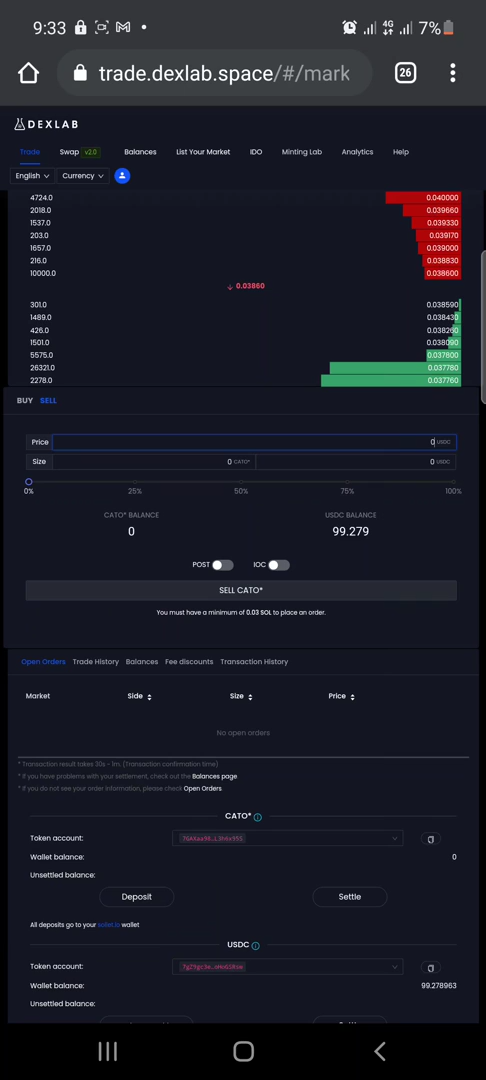 9:33 4G 7%
trade.dexlab.space/#/mark 26
DEXLAB
Trade Swap v2.0 Balances List Your Market IDO Minting Lab Analytics Help
English Currency
4724.0 0.040000
2018.0 0.039660
1537.0 0.039330
203.0 0.039170
1657.0 0.039000
216.0 0.038830
10000.0 0.038600
↓ 0.03860
301.0 0.038590
1489.0 0.038430
426.0 0.038260
1501.0 0.038090
5575.0 0.037800
26321.0 0.037780
2278.0 0.037760
BUY SELL
Price 0 USDC
Size 0 CATO* 0 USDC
0% 25% 50% 75% 100%
CATO* BALANCE USDC BALANCE
0 99.279
POST IOC
SELL CATO*
You must have a minimum of 0.03 SOL to place an order.
Open Orders Trade History Balances Fee discounts Transaction History
Market Side Size Price
No open orders
* Transaction result takes 30s ~ 1m. (Transaction confirmation time)
* If you have problems with your settlement, check out the Balances page
* If you do not see your order information, please check Open Orders
CATO*
Token account:
Wallet balance: 0
Unsettled balance:
Deposit Settle
All deposits go to your sollet.io wallet
USDC
Token account:
Wallet balance: 99.278963
Unsettled balance: